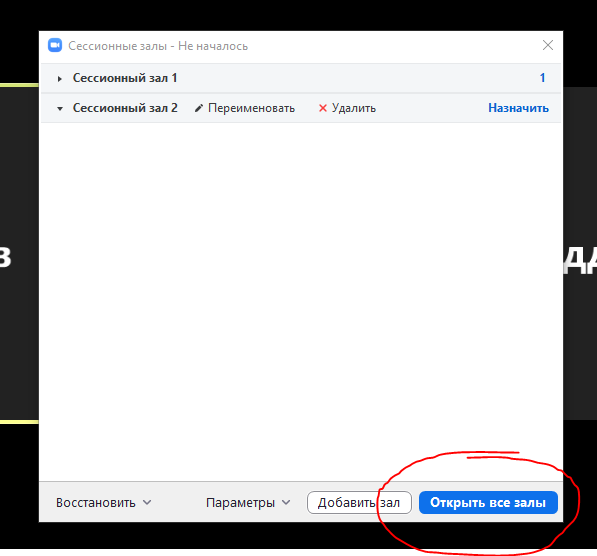 Сессионные залы - Не началось
Сессионный зал 1 1
Сессионный зал 2 Переименовать Удалить Назначить
Восстановить Параметры Добавить зал Открыть все залы